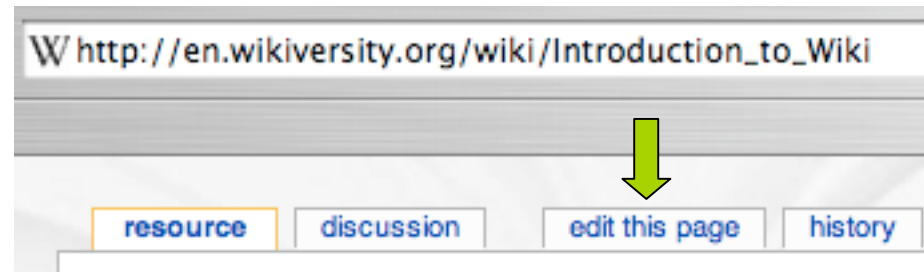 W http://en.wikiversity.org/wiki/Introduction_to_Wiki
resource discussion edit this page history